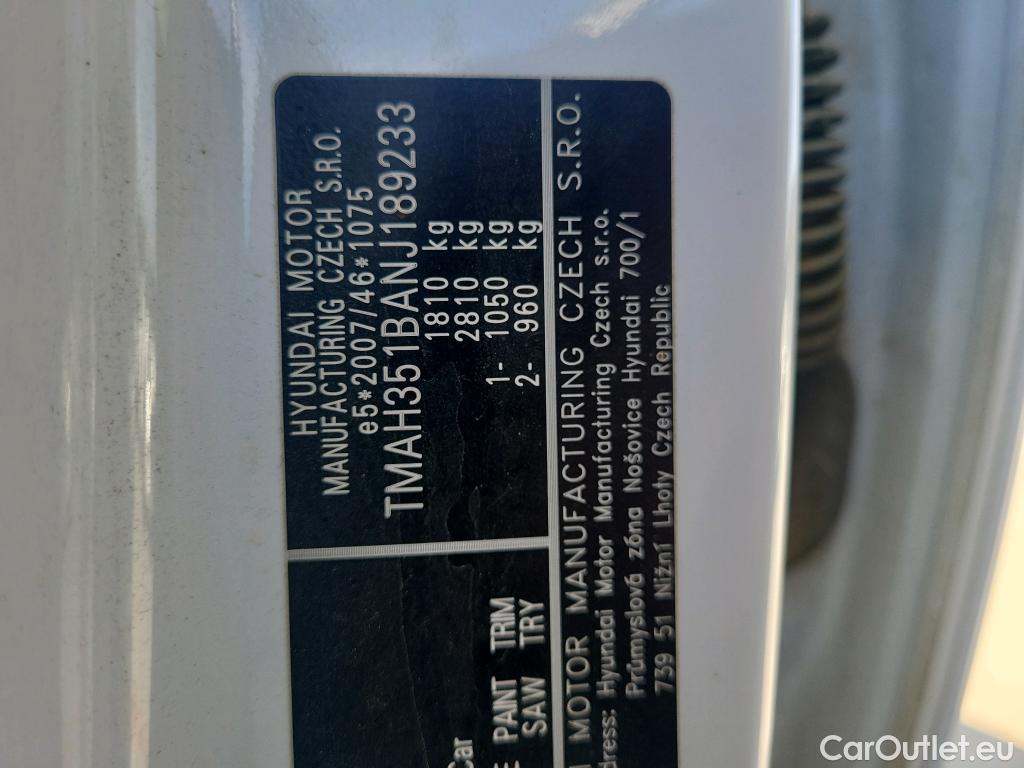 HYUNDAI MOTOR
MANUFACTURING CZECH S.R.O.
e5*2007/46*1075
TMAH351BANJ189233
1810 kg
2810 kg
1- 1050 kg
2- 960 kg
Car
PAINT TRIM
SAW TRY
MOTOR MANUFACTURING CZECH S.R.O.
dress: Hyundai Motor Manufacturing Czech s.r.o.
Průmyslová zóna Nošovice Hyundai 700/1
739 51 Nižní Lhoty Czech Republic
CarOutlet.eu